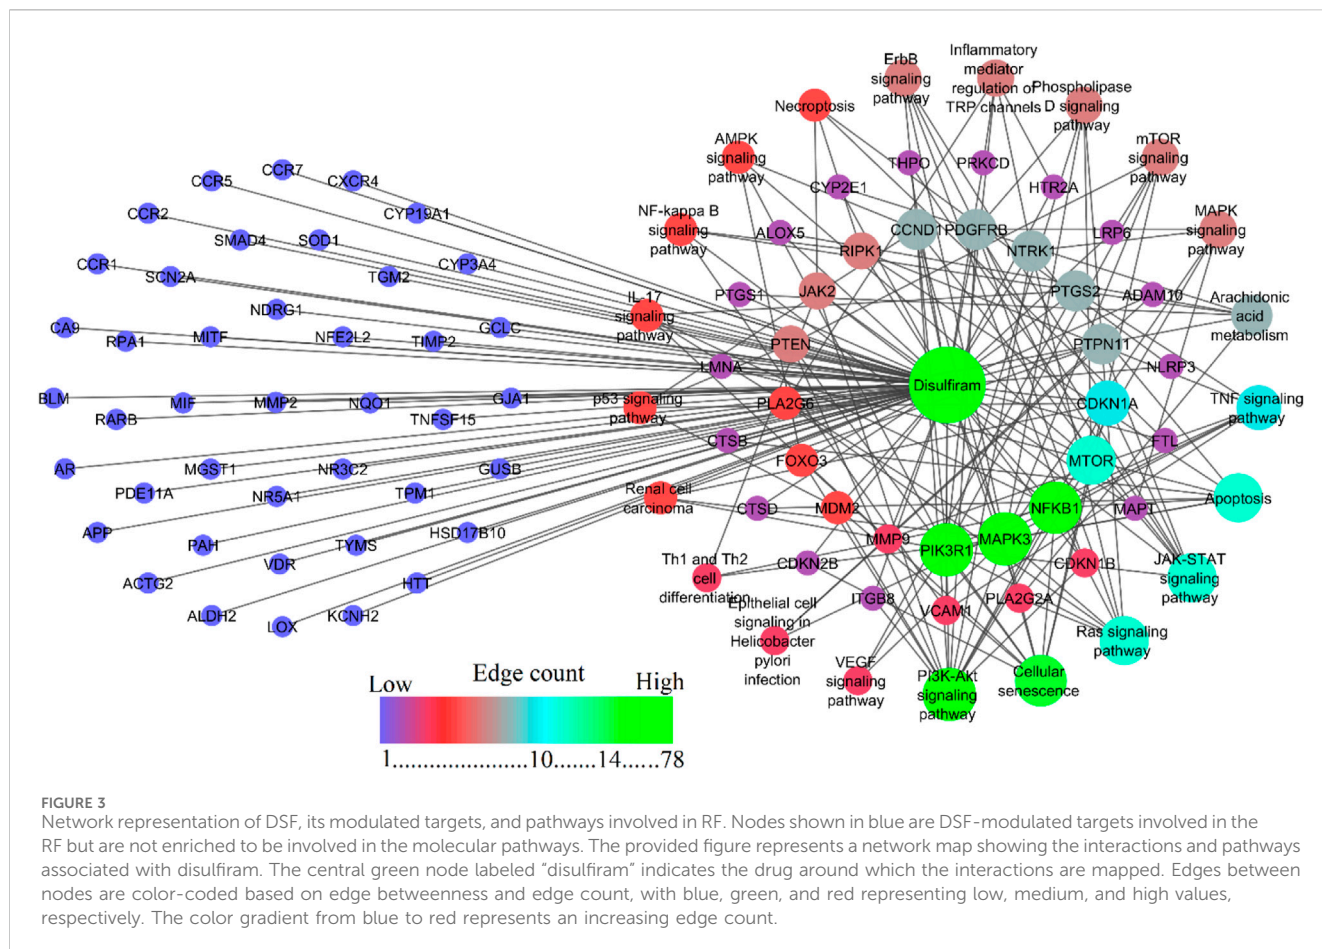 ErbB
signaling
pathway
Inflammatory
mediator
regulation of
TRP channels
Phospholipase
D signaling
pathway
Necroptosis
AMPK
signaling
pathway
mTOR
signaling
pathway
CCR7
CCR5
CXCR4
THPO
PRKCD
CYP2E1
HTR2A
CCR2
CYP19A1
NF-kappa B
signaling
pathway
MAPK
signaling
pathway
SMAD4
SOD1
ALOX5
CCND1
PDGFRB
LRP6
RIPK1
NTRK1
CCR1
SCN2A
TGM2
CYP3A4
IL-17
signaling
pathway
PTGS1
JAK2
PTGS2
ADAM10
Arachidonic
acid
metabolism
NDRG1
CA9
RPA1
MITF
NFE2L2
TIMP2
GCLC
PTEN
PTPN11
LMNA
NLRP3
Disulfiram
BLM
RARB
MIF
MMP2
NQO1
TNFSF15
GJA1
p53 signaling
pathway
PLA2G6
CDKN1A
TNF signaling
pathway
CTSB
FTL
AR
PDE11A
MGST1
NR5A1
NR3C2
TPM1
GUSB
FOXO3
MTOR
Renal cell
carcinoma
CTSD
MDM2
NFKB1
MAPT
Apoptosis
APP
PAH
VDR
TYMS
HSD17B10
MMP9
PIK3R1
MAPK3
CDKN1B
JAK-STAT
signaling
pathway
Th1 and Th2
cell
differentiation
CDKN2B
ACTG2
ALDH2
LOX
KCNH2
HTT
ITGB8
VCAM1
PLA2G2A
Epithelial cell
signaling in
Helicobacter
pylori
infection
Ras signaling
pathway
VEGF
signaling
pathway
PI3K-Akt
signaling
pathway
Cellular
senescence
Edge count
Low
High
1......................10.......14......78
FIGURE 3
Network representation of DSF, its modulated targets, and pathways involved in RF. Nodes shown in blue are DSF-modulated targets involved in the
RF but are not enriched to be involved in the molecular pathways. The provided figure represents a network map showing the interactions and pathways
associated with disulfiram. The central green node labeled “disulfiram” indicates the drug around which the interactions are mapped. Edges between
nodes are color-coded based on edge betweenness and edge count, with blue, green, and red representing low, medium, and high values,
respectively. The color gradient from blue to red represents an increasing edge count.